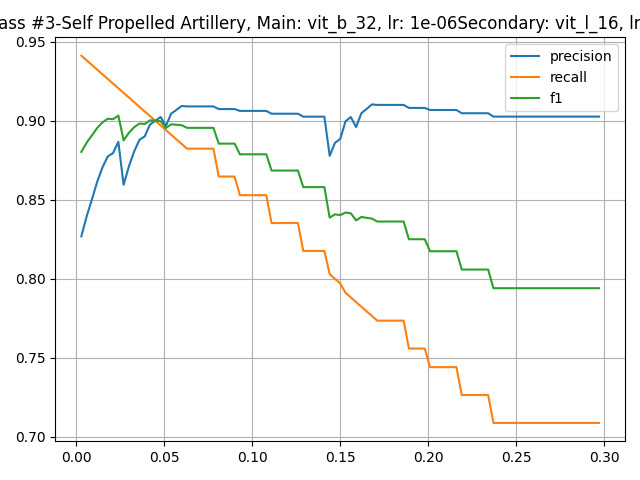 ass #3-Self Propelled Artillery, Main: vit_b_32, lr: 1e-06Secondary: vit_l_16, lr
precision
recall
f1
0.95
0.90
0.85
0.80
0.75
0.70
0.00 0.05 0.10 0.15 0.20 0.25 0.30